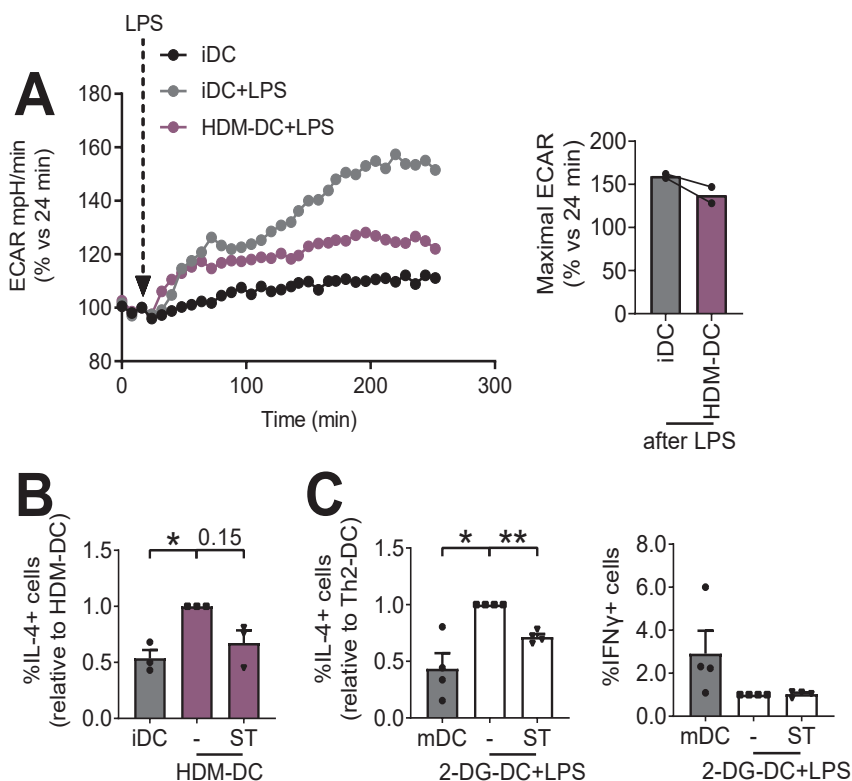 LPS
iDC
iDC+LPS
HDM-DC+LPS
A
ECAR mpH/min
(% vs 24 min)
180
160
140
120
100
80
0
100
200
300
Time (min)
Maximal ECAR
(% vs 24 min)
200
150
100
50
0
iDC
HDM-DC
after LPS
B
%IL-4+ cells
(relative to HDM-DC)
1.5
1.0
0.5
0.0
*
0.15
iDC
-
ST
HDM-DC
C
%IL-4+ cells
(relative to Th2-DC)
1.5
1.0
0.5
0.0
*
**
mDC
-
ST
2-DG-DC+LPS
%IFNγ+ cells
8.0
6.0
4.0
2.0
0.0
mDC
-
ST
2-DG-DC+LPS